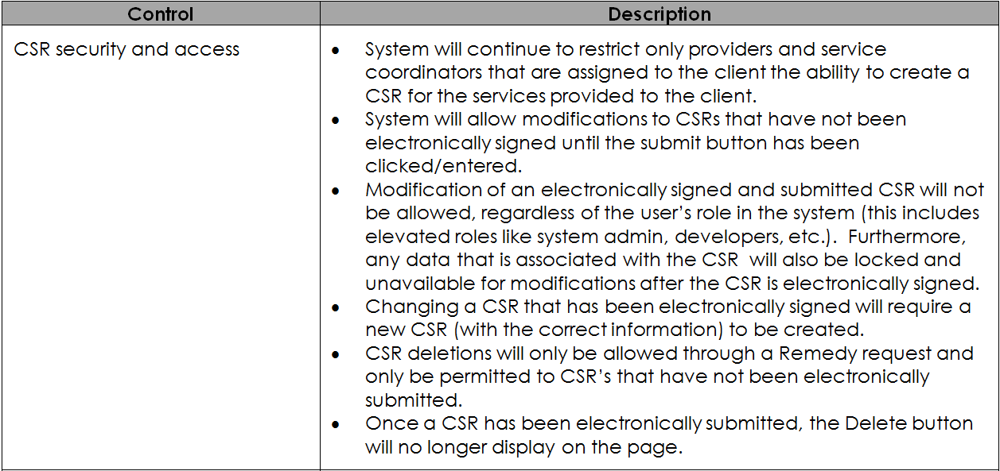 Control
Description
CSR security and access
• System will continue to restrict only providers and service
coordinators that are assigned to the client the ability to create a
CSR for the services provided to the client.
• System will allow modifications to CSRs that have not been
electronically signed until the submit button has been
clicked/entered.
• Modification of an electronically signed and submitted CSR will not
be allowed, regardless of the user’s role in the system (this includes
elevated roles like system admin, developers, etc.).  Furthermore,
any data that is associated with the CSR  will also be locked and
unavailable for modifications after the CSR is electronically signed.
• Changing a CSR that has been electronically signed will require a
new CSR (with the correct information) to be created.
• CSR deletions will only be allowed through a Remedy request and
only be permitted to CSR’s that have not been electronically
submitted.
• Once a CSR has been electronically submitted, the Delete button
will no longer display on the page.